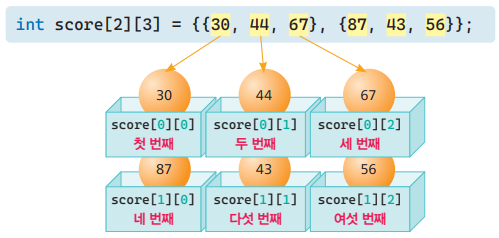 int score[2][3] = {{30, 44, 67}, {87, 43, 56}};
30 44 67
score[0][0] score[0][1] score[0][2]
첫 번째 두 번째 세 번째
87 43 56
score[1][0] score[1][1] score[1][2]
네 번째 다섯 번째 여섯 번째